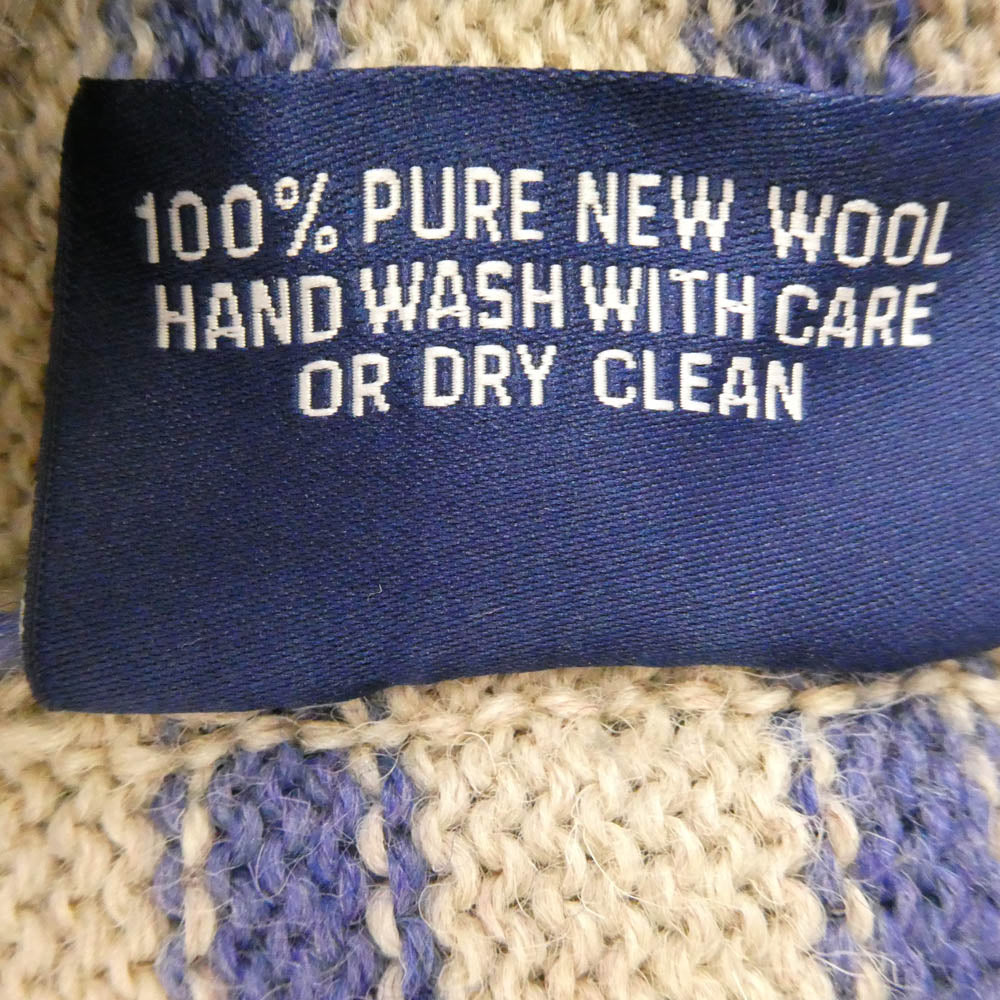 100% PURE NEW WOOL
HAND WASH WITH CARE
OR DRY CLEAN